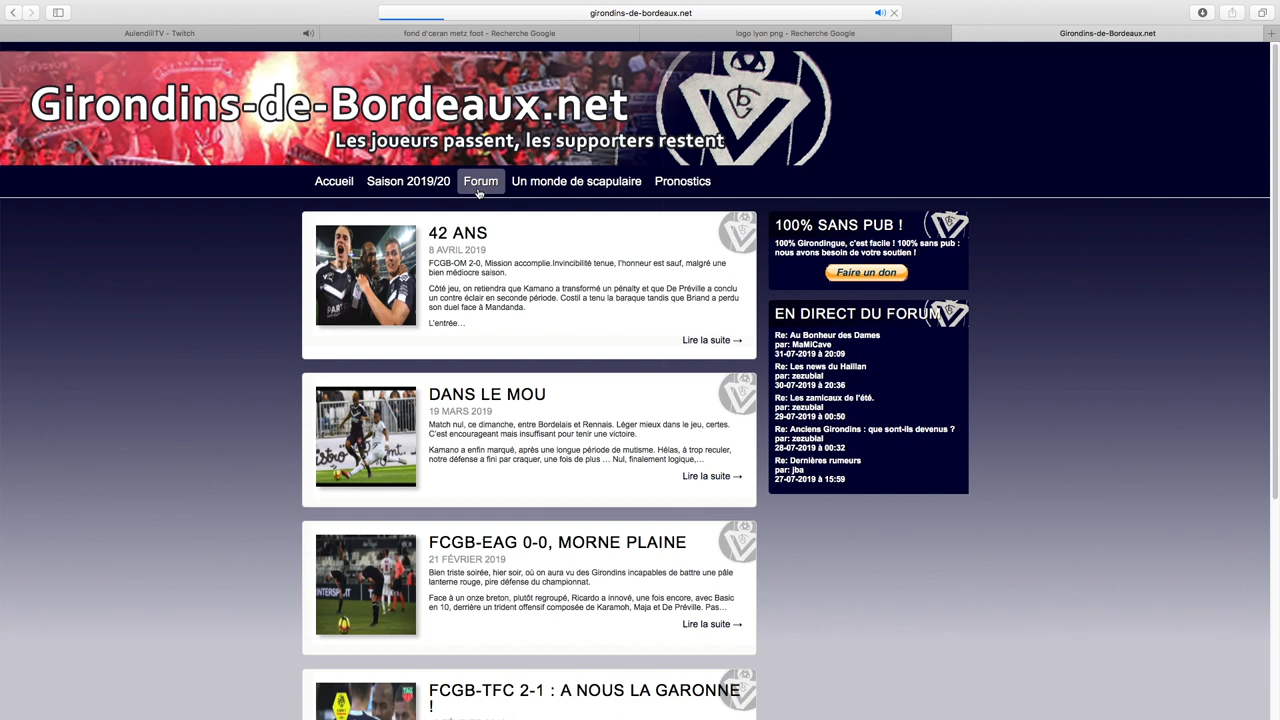 girondins-de-bordeaux.net
AulendilITV - Twitch
fond d'ceran metz foot - Recherche Google
logo lyon png - Recherche Google
Girondins-de-Bordeaux.net
Girondins-de-Bordeaux.net
Les joueurs passent, les supporters restent
Accueil Saison 2019/20 Forum Un monde de scapulaire Pronostics
42 ANS
8 AVRIL 2019
FCGB-OM 2-0, Mission accomplie.Invincibilité tenue, l'honneur est sauf, malgré une
bien médiocre saison.
Côté jeu, on retiendra que Kamano a transformé un pénalty et que De Préville a conclu
un contre éclair en seconde période. Costil a tenu la baraque tandis que Briand a perdu
son duel face à Mandanda.
L'entrée…
Lire la suite →
DANS LE MOU
19 MARS 2019
Match nul, ce dimanche, entre Bordelais et Rennais. Léger mieux dans le jeu, certes.
C'est encourageant mais insuffisant pour tenir une victoire.
Kamano a enfin marqué, après une longue période de mutisme. Hélas, à trop reculer,
notre défense a fini par craquer, une fois de plus … Nul, finalement logique,…
Lire la suite →
FCGB-EAG 0-0, MORNE PLAINE
21 FÉVRIER 2019
Bien triste soirée, hier soir, où on aura vu des Girondins incapables de battre une pâle
lanterne rouge, pire défense du championnat.
Face à un onze breton, plutôt regroupé, Ricardo a innové, une fois encore, avec Basic
en 10, derrière un trident offensif composée de Karamoh, Maja et De Préville. Pas…
Lire la suite →
FCGB-TFC 2-1 : A NOUS LA GARONNE
!
100% SANS PUB !
100% Girondingue, c'est facile ! 100% sans pub :
nous avons besoin de votre soutien !
Faire un don
EN DIRECT DU FORUM
Re: Au Bonheur des Dames
par: MaMiCave
31-07-2019 à 20:09
Re: Les news du Haillan
par: zezubial
30-07-2019 à 20:36
Re: Les zamicaux de l'été.
par: zezubial
29-07-2019 à 00:50
Re: Anciens Girondins : que sont-ils devenus ?
par: zezubial
28-07-2019 à 00:32
Re: Dernières rumeurs
par: jba
27-07-2019 à 15:59